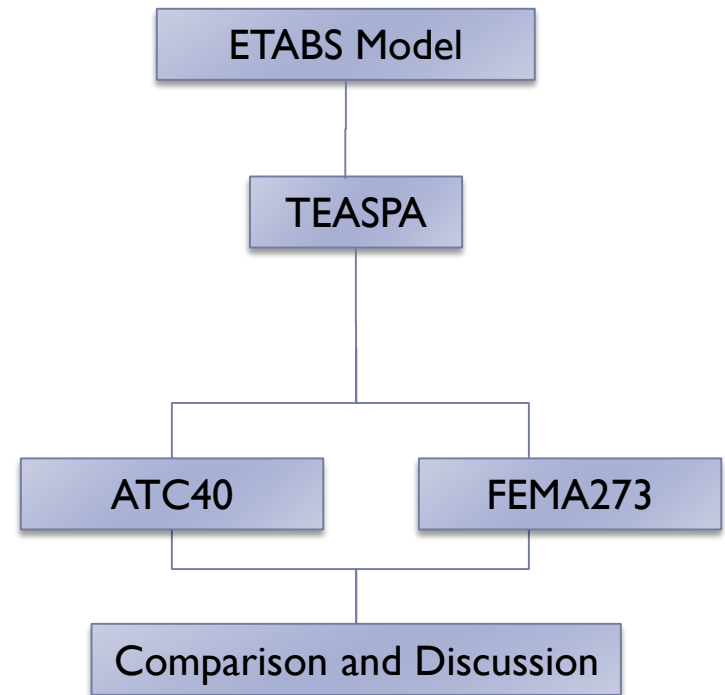 ETABS Model
TEASPA
ATC40
FEMA273
Comparison and Discussion